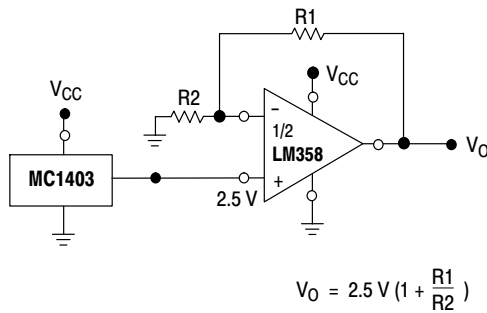 R1
V_CC
V_CC
R2
−
1/2
LM358
MC1403
+
2.5 V
V_O
V_O = 2.5 V (1 + R1/R2)